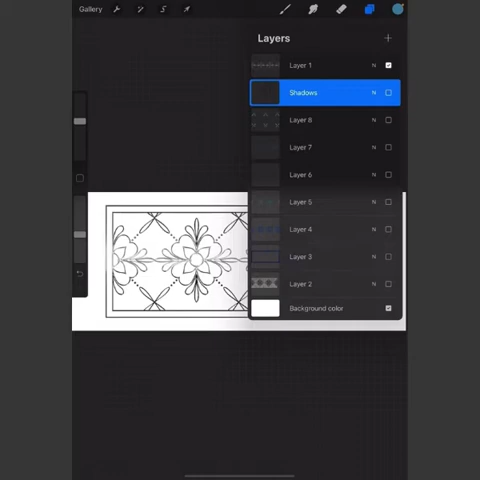 Gallery
Layers
Layer 1 N
Shadows N
Layer 8 N
Layer 7 N
Layer 6 N
Layer 5 N
Layer 4 N
Layer 3 N
Layer 2 N
Background color